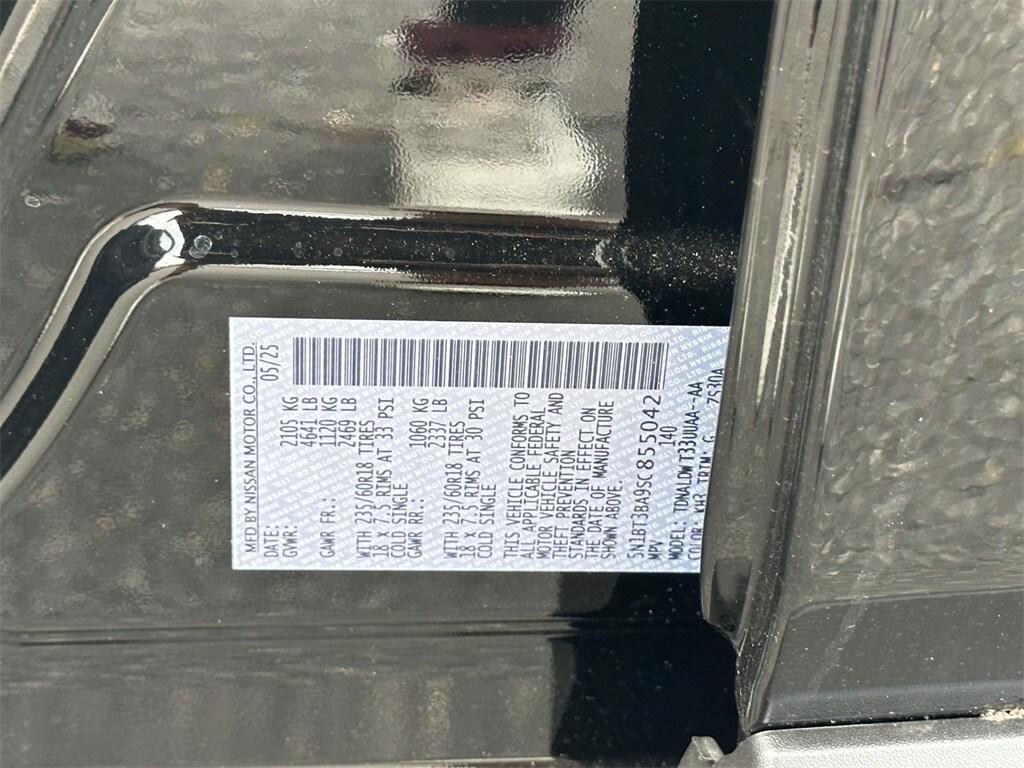 MFD BY NISSAN MOTOR CO., LTD.
DATE: 05/25
GVWR: 2105 KG
4641 LB
GAWR FR.: 1120 KG
2469 LB
WITH 235/60R18 TIRES
18 x 7.5 RIMS AT 33 PSI
COLD SINGLE
GAWR RR.: 1060 KG
2337 LB
WITH 235/60R18 TIRES
18 x 7.5 RIMS AT 30 PSI
COLD SINGLE
THIS VEHICLE CONFORMS TO
ALL APPLICABLE FEDERAL
MOTOR VEHICLE SAFETY AND
THEFT PREVENTION
STANDARDS IN EFFECT ON
THE DATE OF MANUFACTURE
SHOWN ABOVE.
5N1BT3BA9SC855042
MPV 140
MODEL: TDNALDWT33UUAA--AA
COLOR: KHR TRIM: G